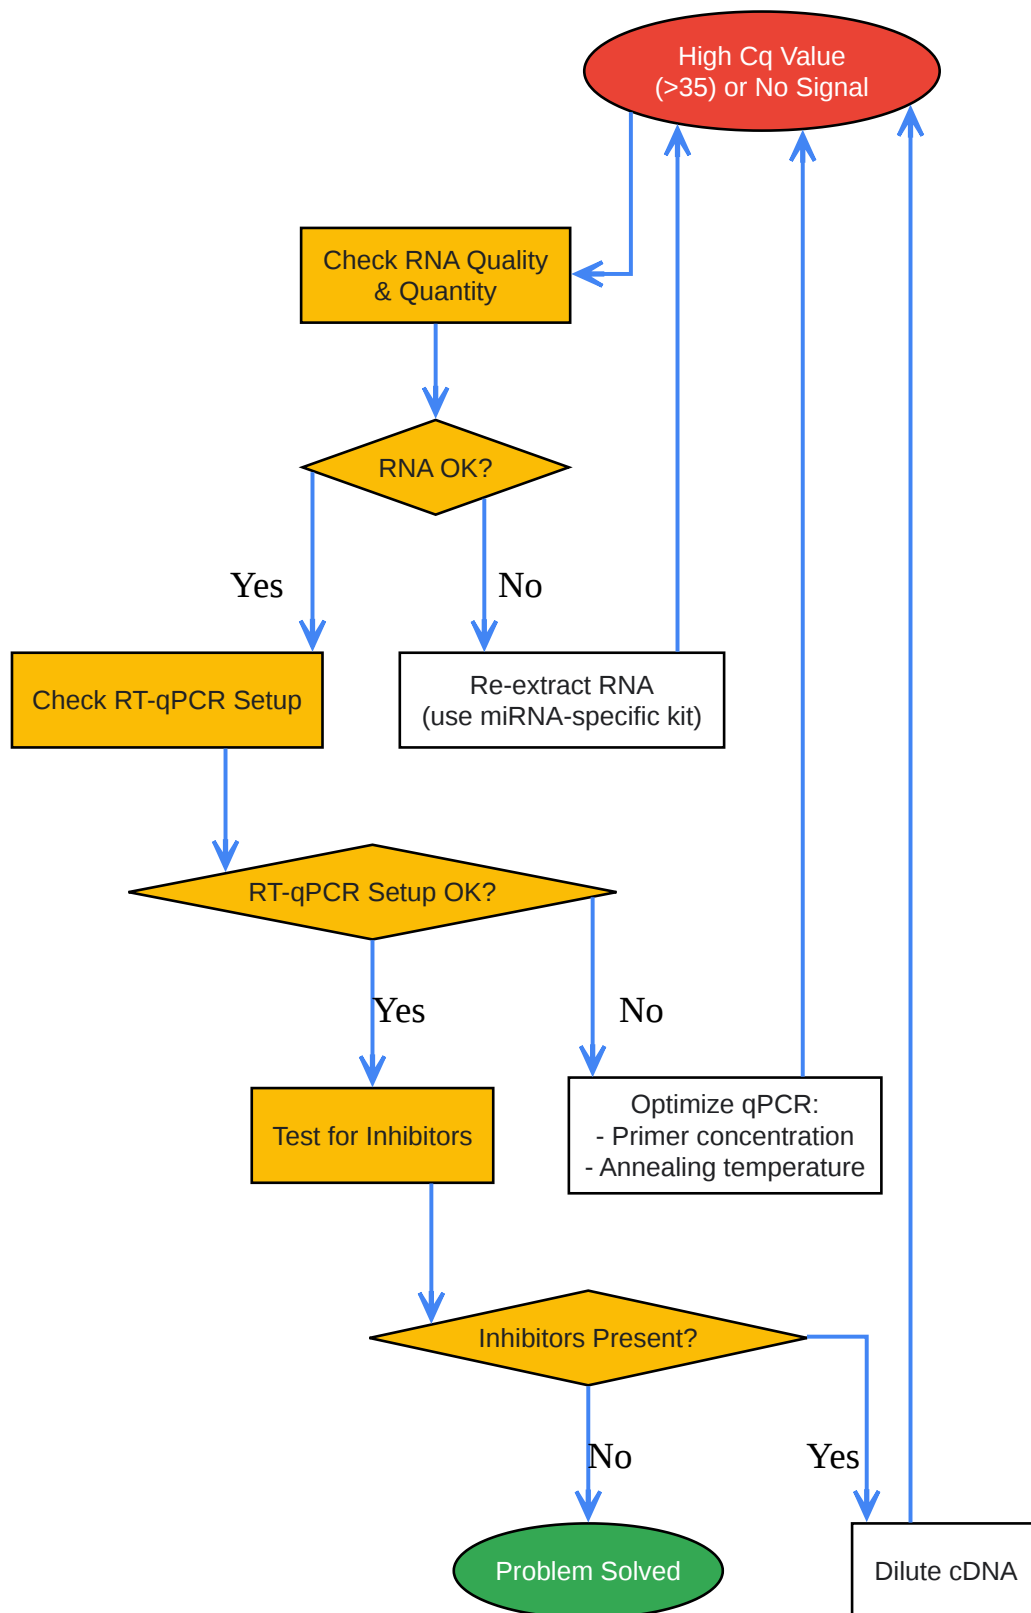 High Cq Value
(>35) or No Signal
Check RNA Quality
& Quantity
RNA OK?
Yes
No
Check RT-qPCR Setup
Re-extract RNA
(use miRNA-specific kit)
RT-qPCR Setup OK?
Yes
No
Test for Inhibitors
Optimize qPCR:
- Primer concentration
- Annealing temperature
Inhibitors Present?
No
Yes
Problem Solved
Dilute cDNA